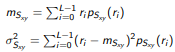 m_{S_{xy}} = \sum_{i=0}^{L-1} r_i p_{S_{xy}}(r_i)
\sigma^2_{S_{xy}} = \sum_{i=0}^{L-1} (r_i - m_{S_{xy}})^2 p_{S_{xy}}(r_i)